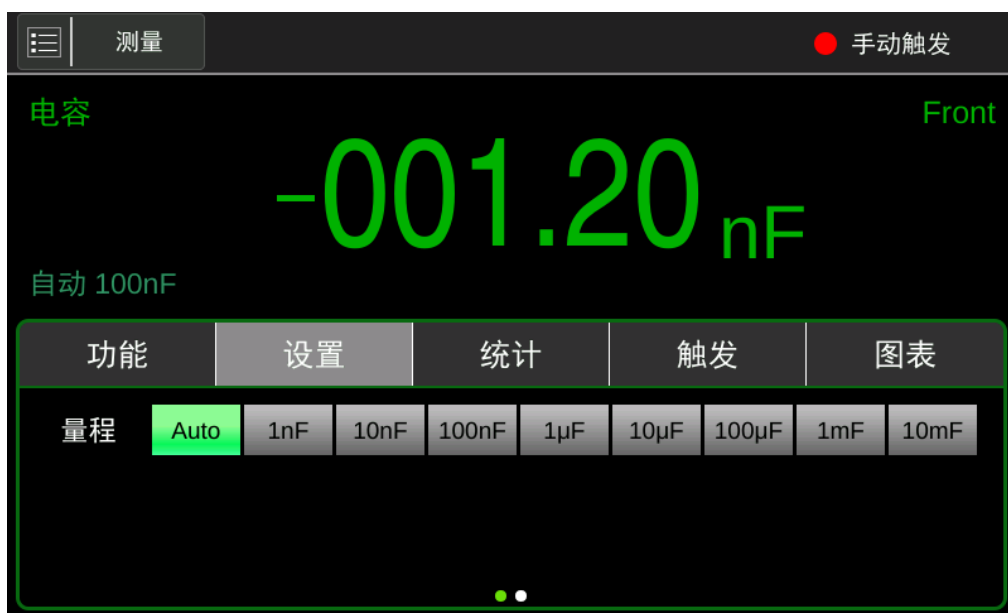 测量 手动触发
电容 Front
-001.20 nF
自动 100nF
功能 设置 统计 触发 图表
量程 Auto 1nF 10nF 100nF 1µF 10µF 100µF 1mF 10mF